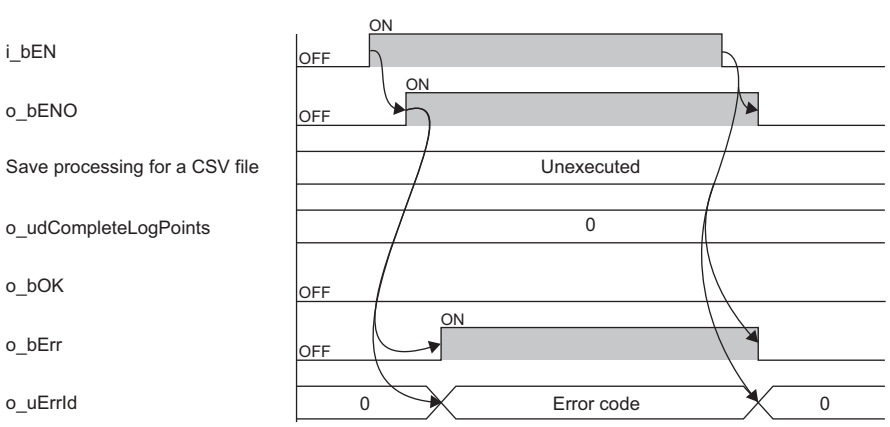 ON
i_bEN
OFF
ON
o_bENO
OFF
Save processing for a CSV file
Unexecuted
o_udCompleteLogPoints
0
o_bOK
OFF
ON
o_bErr
OFF
o_uErrId
0
Error code
0